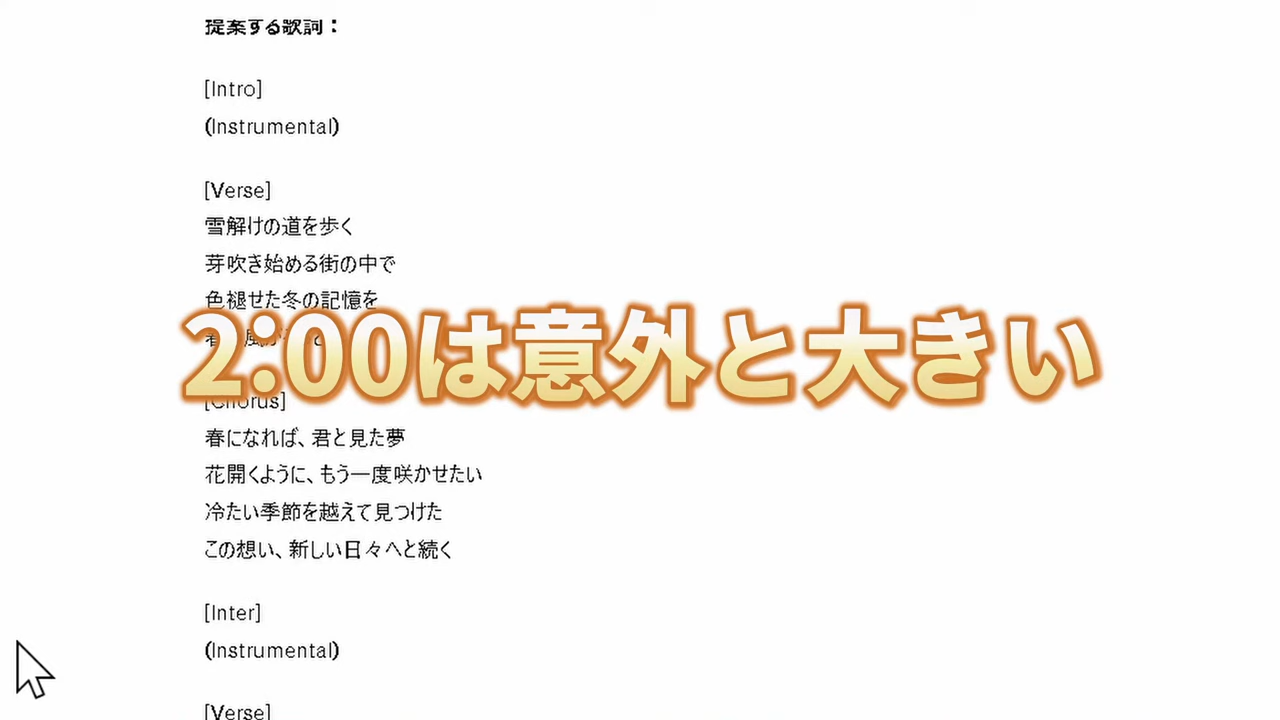 提案する歌詞：
[Intro]
(Instrumental)
[Verse]
雪解けの道を歩く
芽吹き始める街の中で
色褪せた冬の記憶を
2:00は意外と大きい
[Chorus]
春になれば、君と見た夢
花開くように、もう一度咲かせたい
冷たい季節を越えて見つけた
この想い、新しい日々へと続く
[Inter]
(Instrumental)
[Verse]